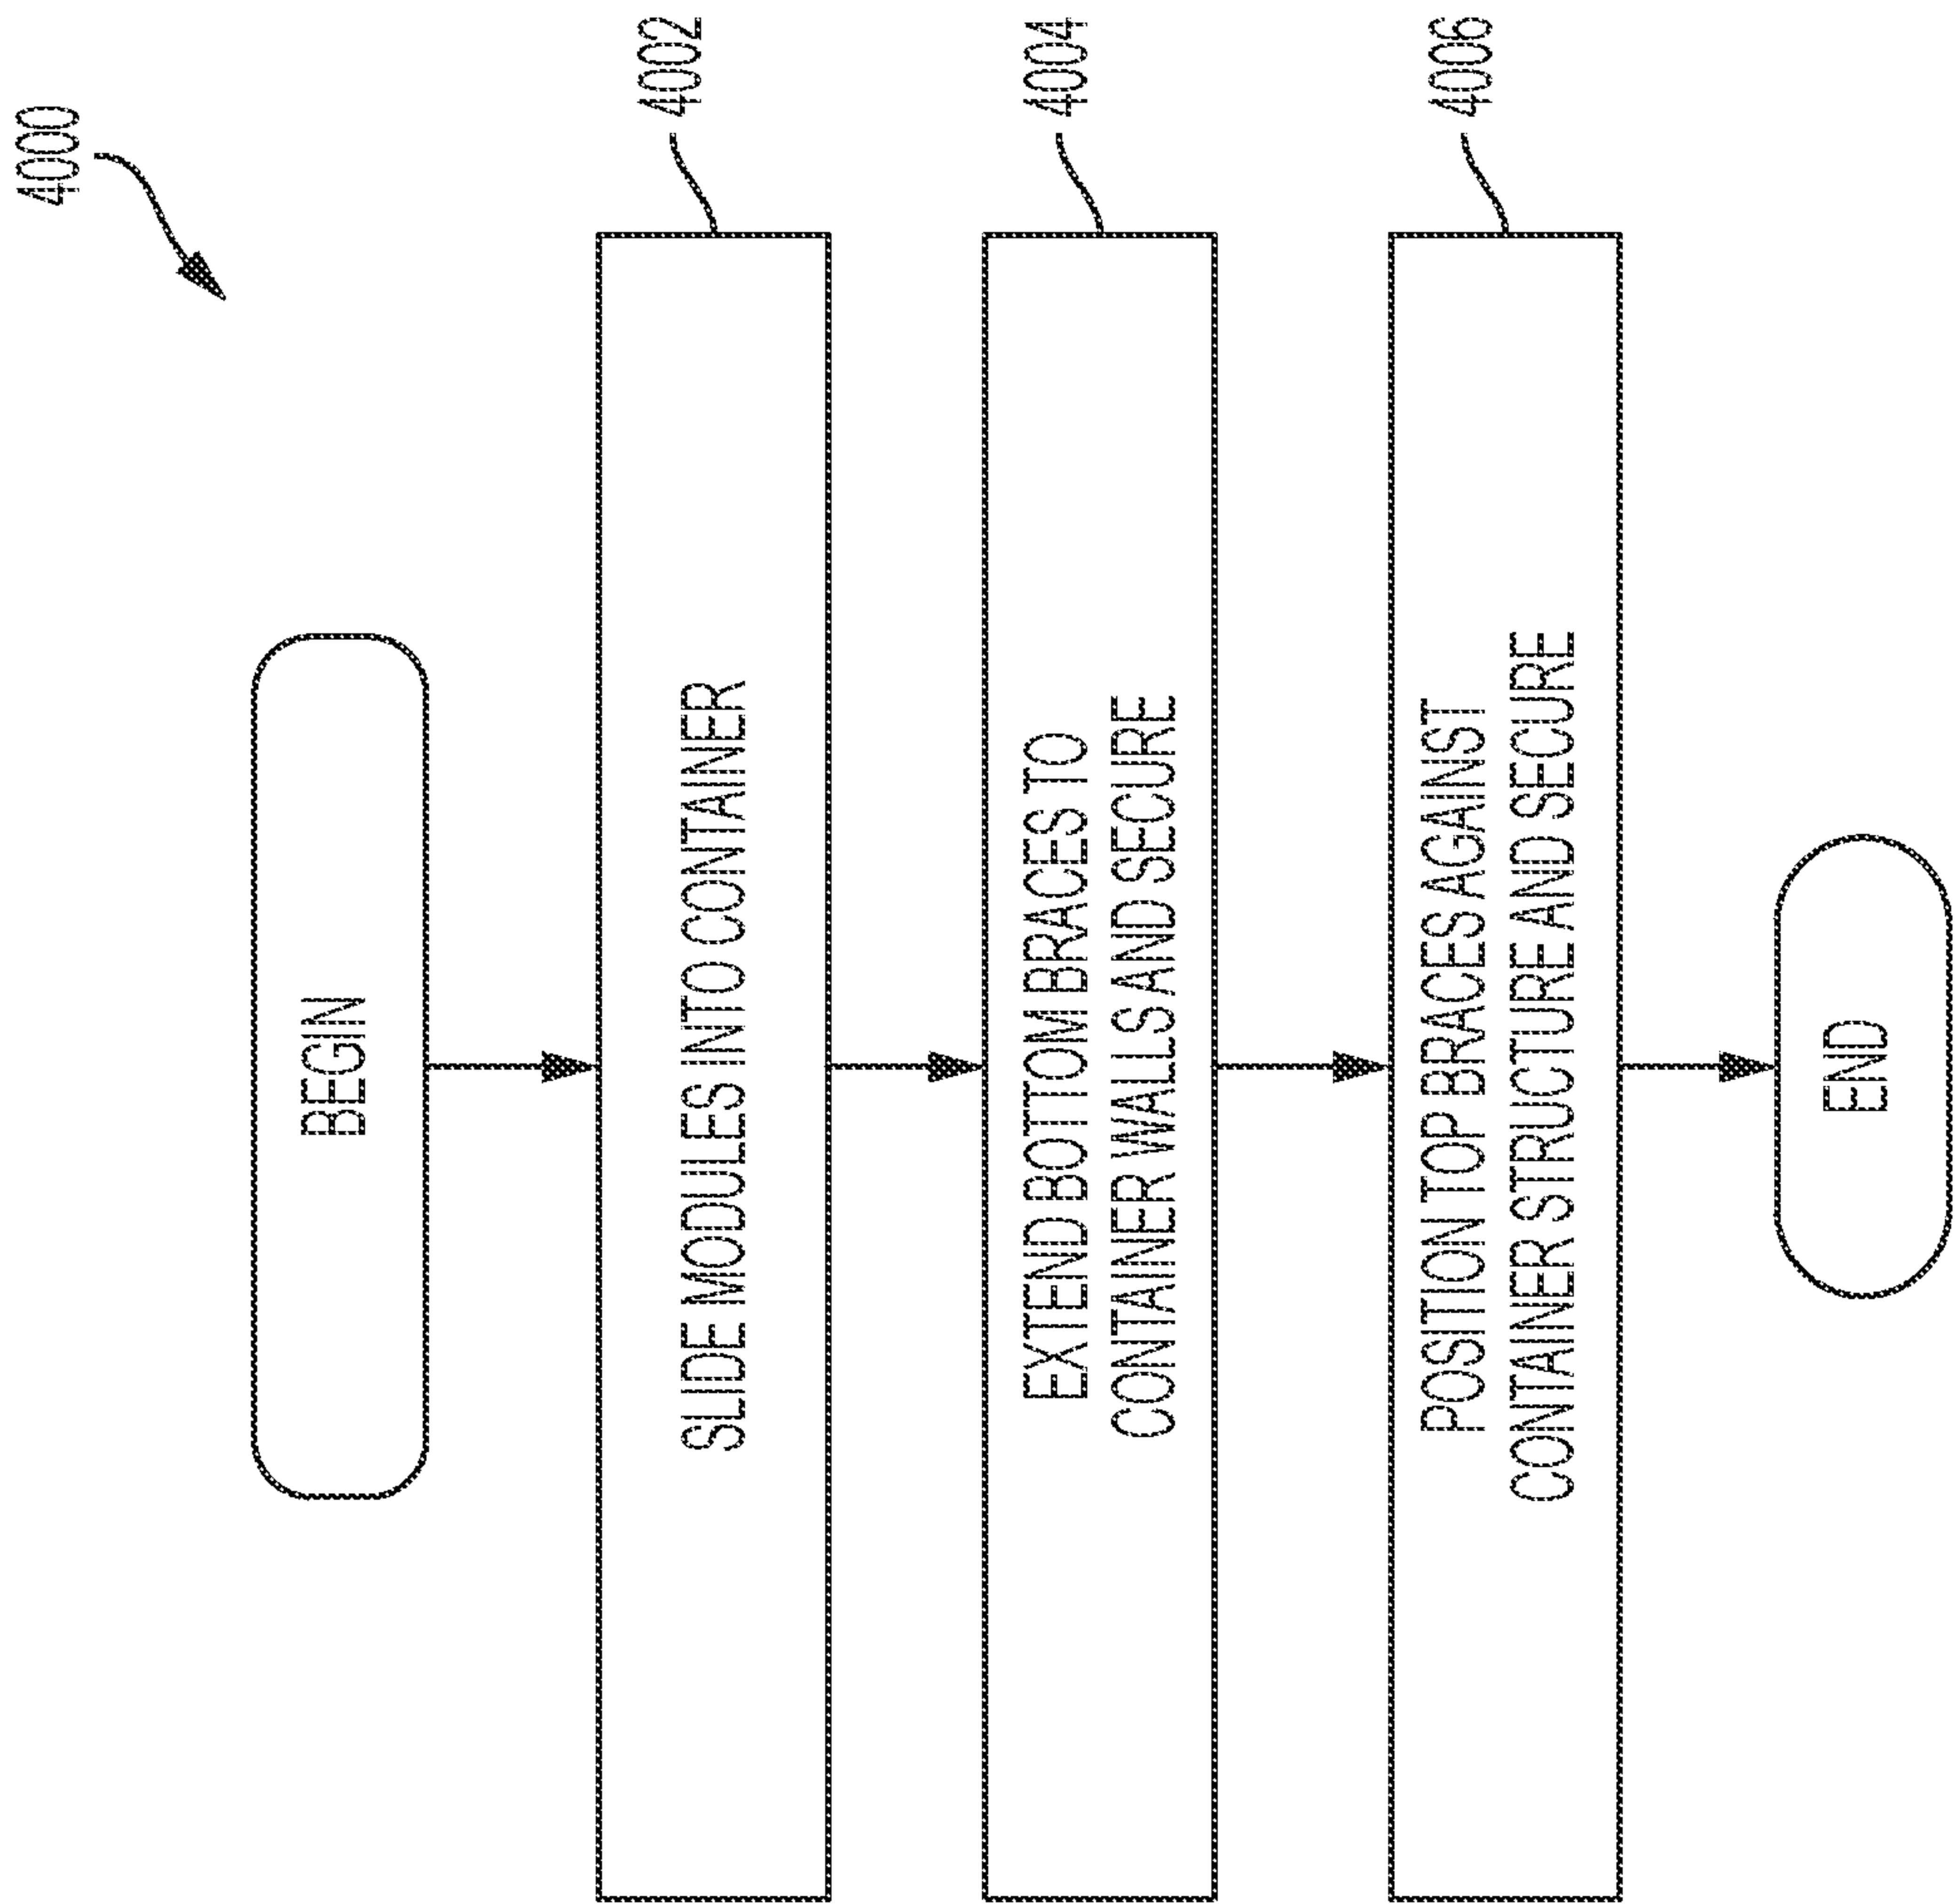 4000
BEGIN
4002
SLIDE MODULES INTO CONTAINER
4004
EXTEND BOTTOM BRACES TO
CONTAINER WALLS AND SECURE
4006
POSITION TOP BRACES AGAINST
CONTAINER STRUCTURE AND SECURE
END